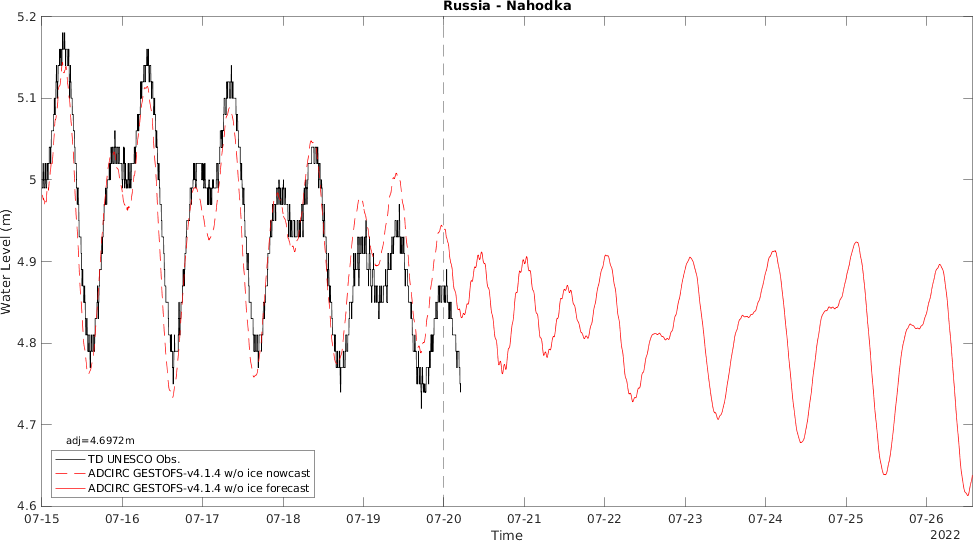 Russia - Nahodka
5.2
5.1
5
4.9
4.8
4.7
4.6
Water Level (m)
adj=4.6972m
TD UNESCO Obs.
ADCIRC GESTOFS-v4.1.4 w/o ice nowcast
ADCIRC GESTOFS-v4.1.4 w/o ice forecast
07-15 07-16 07-17 07-18 07-19 07-20 07-21 07-22 07-23 07-24 07-25 07-26
2022
Time